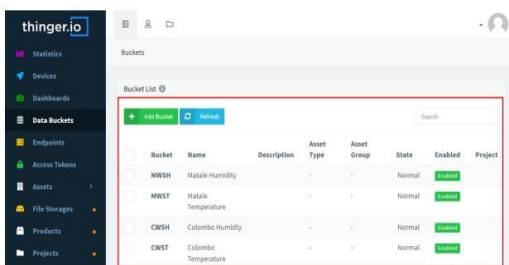 thinger.io
Statistics
Devices
Dashboards
Data Buckets
Endpoints
Access Tokens
Assets
File Storages
Products
Projects
Buckets
Bucket List
Add Bucket
Refresh
Search
Bucket Name Description Asset Type Asset Group State Enabled Project
MWSH Matale Humidity - - Normal Enabled
MWST Matale Temperature - - Normal Enabled
CWSH Colombo Humidty - - Normal Enabled
CWST Colombo Temperature - - Normal Enabled